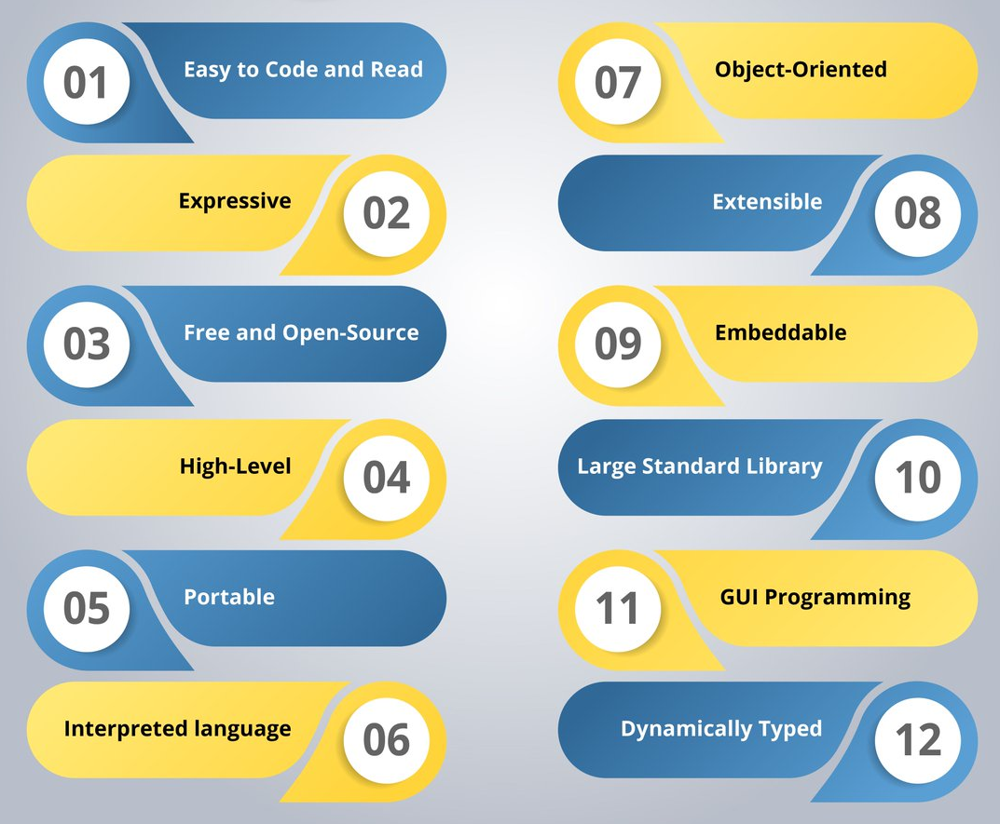 01
Easy to Code and Read
Expressive
02
03
Free and Open-Source
High-Level
04
05
Portable
Interpreted language
06
07
Object-Oriented
Extensible
08
09
Embeddable
Large Standard Library
10
11
GUI Programming
Dynamically Typed
12